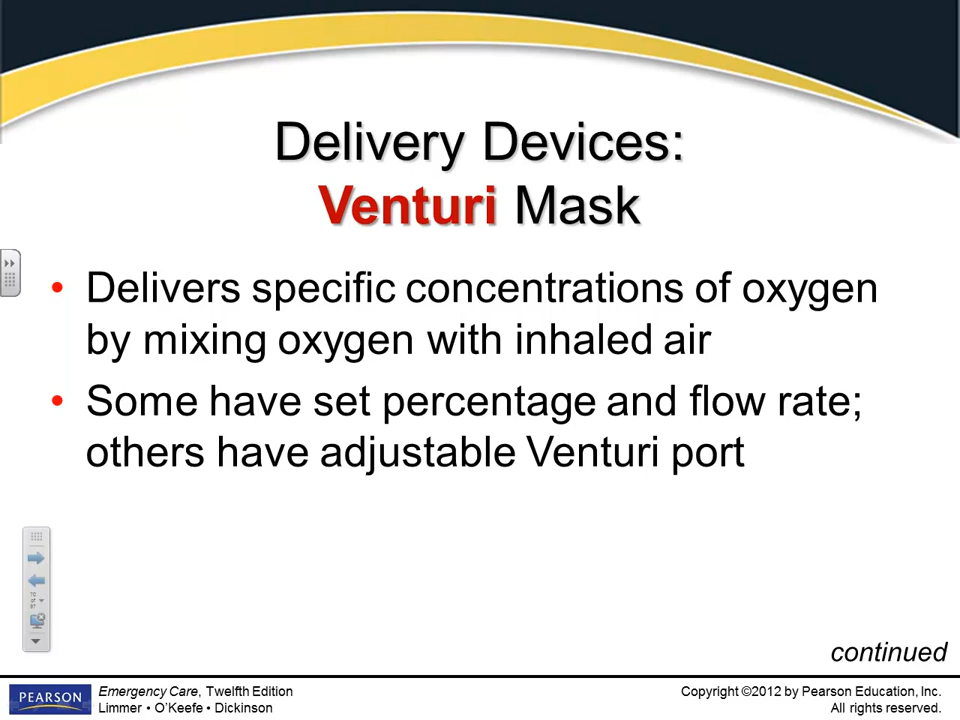 Delivery Devices:
Venturi Mask
• Delivers specific concentrations of oxygen
by mixing oxygen with inhaled air
• Some have set percentage and flow rate;
others have adjustable Venturi port
continued
PEARSON
Emergency Care, Twelfth Edition
Limmer • O’Keefe • Dickinson
Copyright ©2012 by Pearson Education, Inc.
All rights reserved.